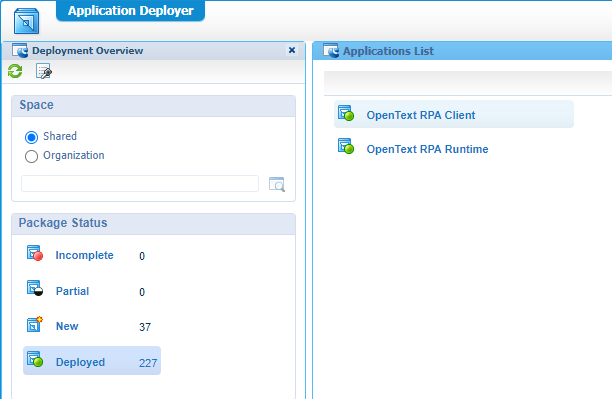 Application Deployer
Deployment Overview
Space
Shared
Organization
Package Status
Incomplete 0
Partial 0
New 37
Deployed 227
Applications List
OpenText RPA Client
OpenText RPA Runtime